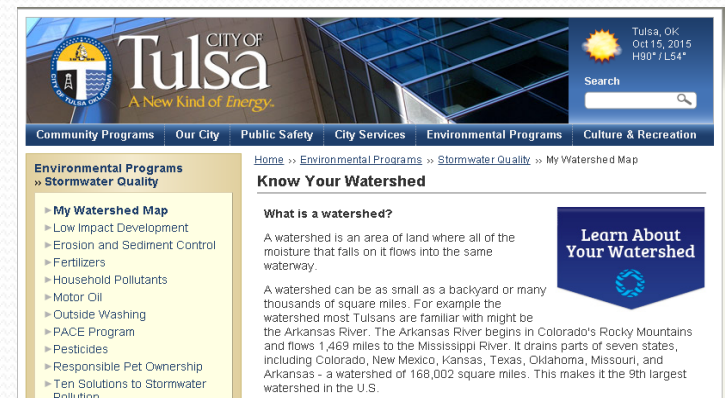 CITY OF TULSA OKLAHOMA
CITY OF
Tulsa
A New Kind of Energy.
Tulsa, OK
Oct 15, 2015
H90° / L54°
Search
Community Programs
Our City
Public Safety
City Services
Environmental Programs
Culture & Recreation
Environmental Programs
» Stormwater Quality
My Watershed Map
Low Impact Development
Erosion and Sediment Control
Fertilizers
Household Pollutants
Motor Oil
Outside Washing
PACE Program
Pesticides
Responsible Pet Ownership
Ten Solutions to Stormwater
Pollution
Home » Environmental Programs » Stormwater Quality » My Watershed Map
Know Your Watershed
What is a watershed?
A watershed is an area of land where all of the
moisture that falls on it flows into the same
waterway.
Learn About
Your Watershed
A watershed can be as small as a backyard or many
thousands of square miles. For example the
watershed most Tulsans are familiar with might be
the Arkansas River. The Arkansas River begins in Colorado's Rocky Mountains
and flows 1,469 miles to the Mississippi River. It drains parts of seven states,
including Colorado, New Mexico, Kansas, Texas, Oklahoma, Missouri, and
Arkansas - a watershed of 168,002 square miles. This makes it the 9th largest
watershed in the U.S.